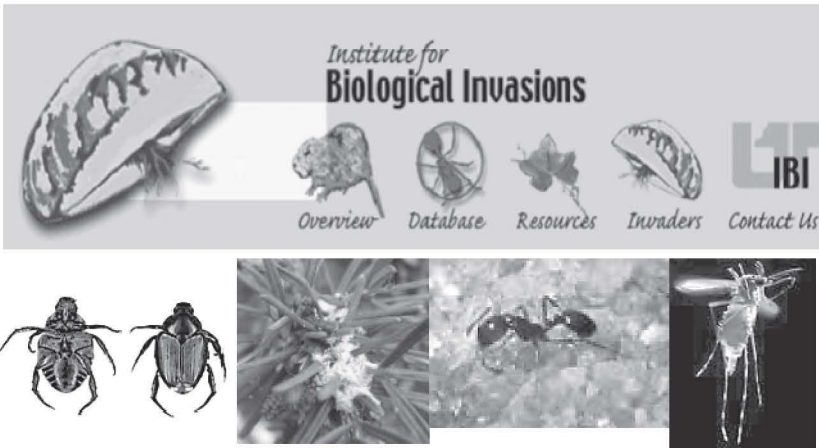 Institute for
Biological Invasions
IBI
Overview Database Resources Invaders Contact Us